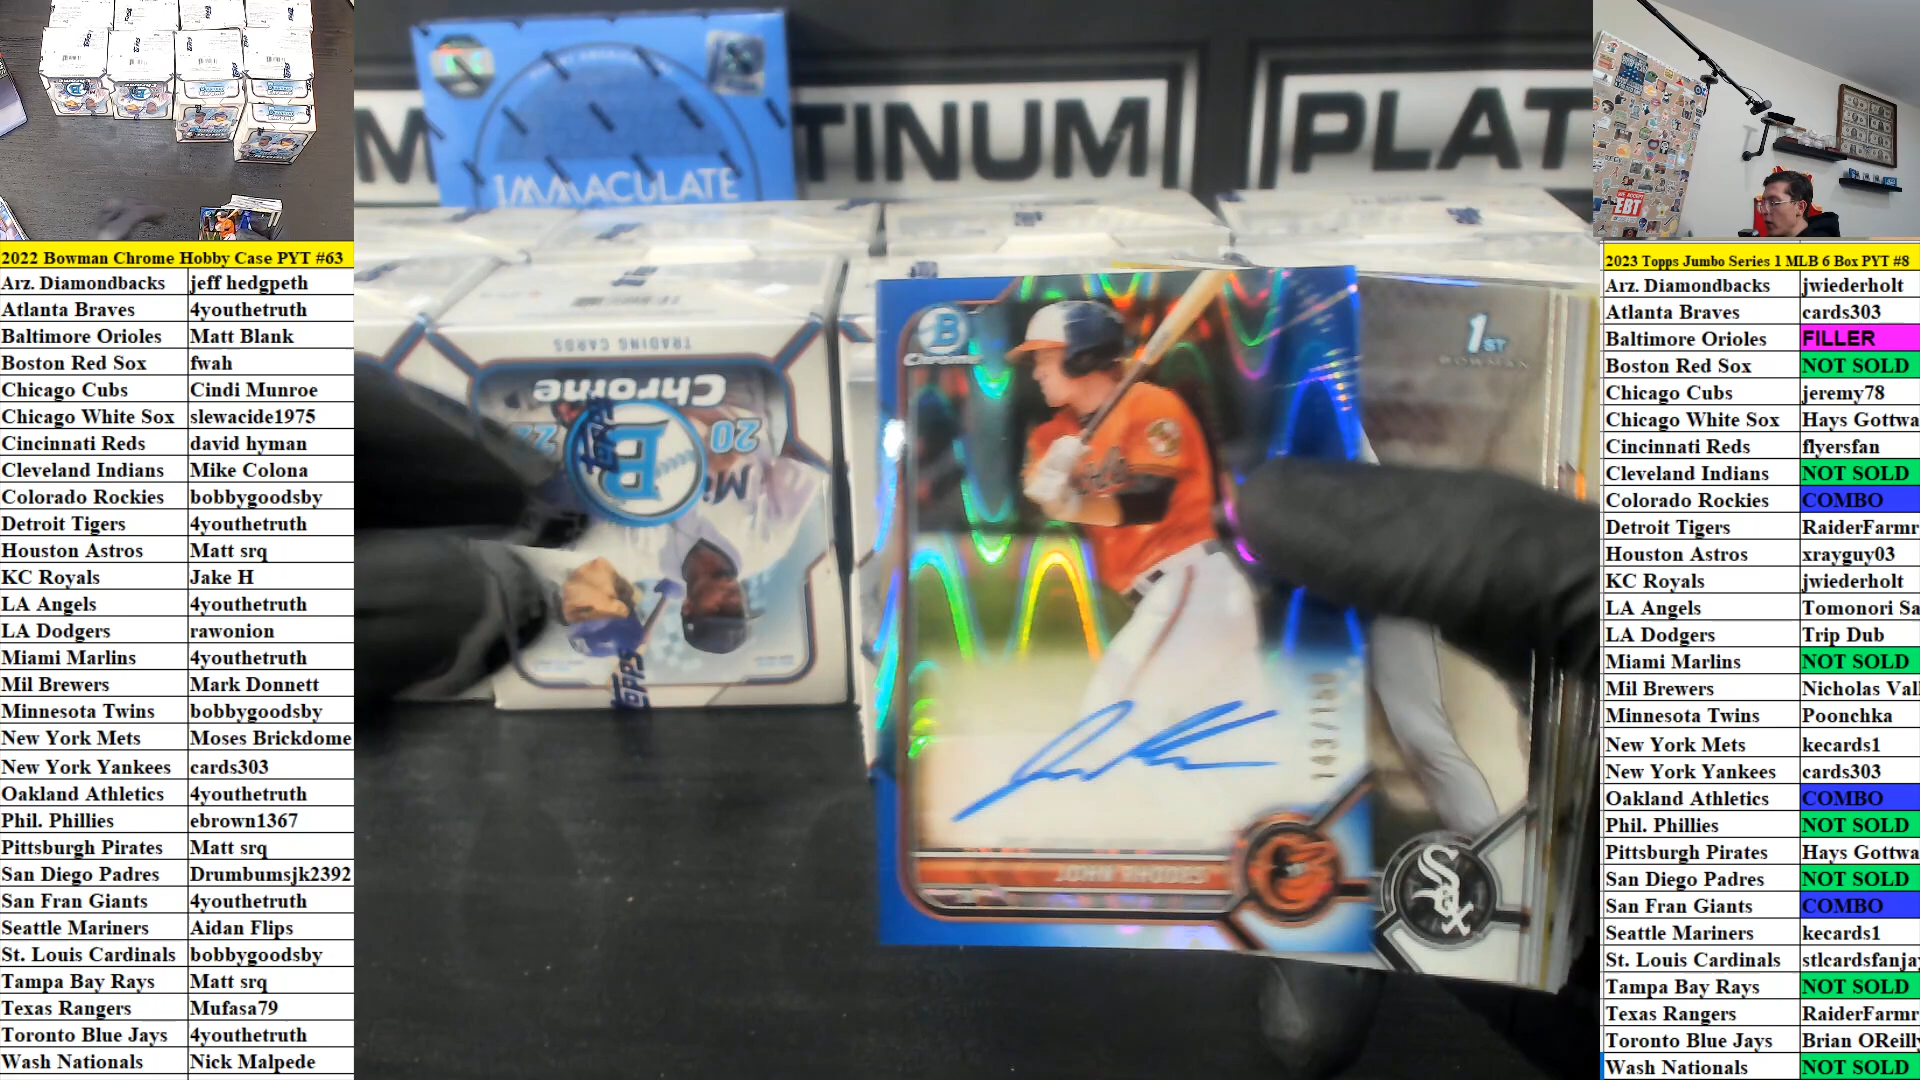 2022 Bowman Chrome Hobby Case PYT #63
Arz. Diamondbacks jeff hedgpeth
Atlanta Braves 4youthetruth
Baltimore Orioles Matt Blank
Boston Red Sox fwah
Chicago Cubs Cindi Munroe
Chicago White Sox slewacide1975
Cincinnati Reds david hyman
Cleveland Indians Mike Colona
Colorado Rockies bobbygoodsby
Detroit Tigers 4youthetruth
Houston Astros Matt srq
KC Royals Jake H
LA Angels 4youthetruth
LA Dodgers rawonion
Miami Marlins 4youthetruth
Mil Brewers Mark Donnett
Minnesota Twins bobbygoodsby
New York Mets Moses Brickdome
New York Yankees cards303
Oakland Athletics 4youthetruth
Phil. Phillies ebrown1367
Pittsburgh Pirates Matt srq
San Diego Padres Drumbumsjk2392
San Fran Giants 4youthetruth
Seattle Mariners Aidan Flips
St. Louis Cardinals bobbygoodsby
Tampa Bay Rays Matt srq
Texas Rangers Mufasa79
Toronto Blue Jays 4youthetruth
Wash Nationals Nick Malpede
M
TINUM
PLAT
IMMACULATE
TRADING CARDS
Chrome
2022
B
topps
TOPPS
B
Chrome
1ST
BOWMAN
143/150
JOHN RHODES
Sox
EBT
2023 Topps Jumbo Series 1 MLB 6 Box PYT #8
Arz. Diamondbacks jwiederholt
Atlanta Braves cards303
Baltimore Orioles FILLER
Boston Red Sox NOT SOLD
Chicago Cubs jeremy78
Chicago White Sox Hays Gottwa
Cincinnati Reds flyersfan
Cleveland Indians NOT SOLD
Colorado Rockies COMBO
Detroit Tigers RaiderFarmr
Houston Astros xrayguy03
KC Royals jwiederholt
LA Angels Tomonori Sa
LA Dodgers Trip Dub
Miami Marlins NOT SOLD
Mil Brewers Nicholas Val
Minnesota Twins Poonchka
New York Mets kecards1
New York Yankees cards303
Oakland Athletics COMBO
Phil. Phillies NOT SOLD
Pittsburgh Pirates Hays Gottwa
San Diego Padres NOT SOLD
San Fran Giants COMBO
Seattle Mariners kecards1
St. Louis Cardinals stlcardsfanja
Tampa Bay Rays NOT SOLD
Texas Rangers RaiderFarmr
Toronto Blue Jays Brian OReilly
Wash Nationals NOT SOLD